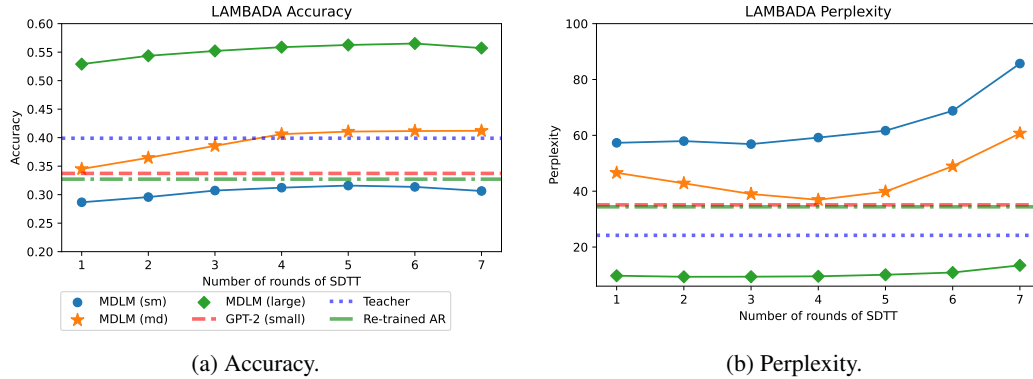 LAMBADA Accuracy
0.60
0.55
0.50
0.45
0.40
0.35
0.30
0.25
0.20
Accuracy
1 2 3 4 5 6 7
Number of rounds of SDTT
MDLM (sm) MDLM (large) Teacher
MDLM (md) GPT-2 (small) Re-trained AR
(a) Accuracy.
LAMBADA Perplexity
100
80
60
40
20
Perplexity
1 2 3 4 5 6 7
Number of rounds of SDTT
(b) Perplexity.